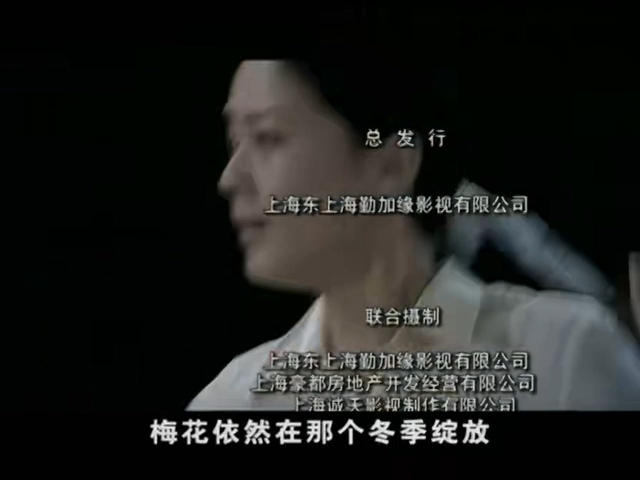 总发行
上海东上海勤加缘影视有限公司
联合摄制
上海东上海勤加缘影视有限公司
上海豪都房地产开发经营有限公司
上海诚天影视制作有限公司
梅花依然在那个冬季绽放